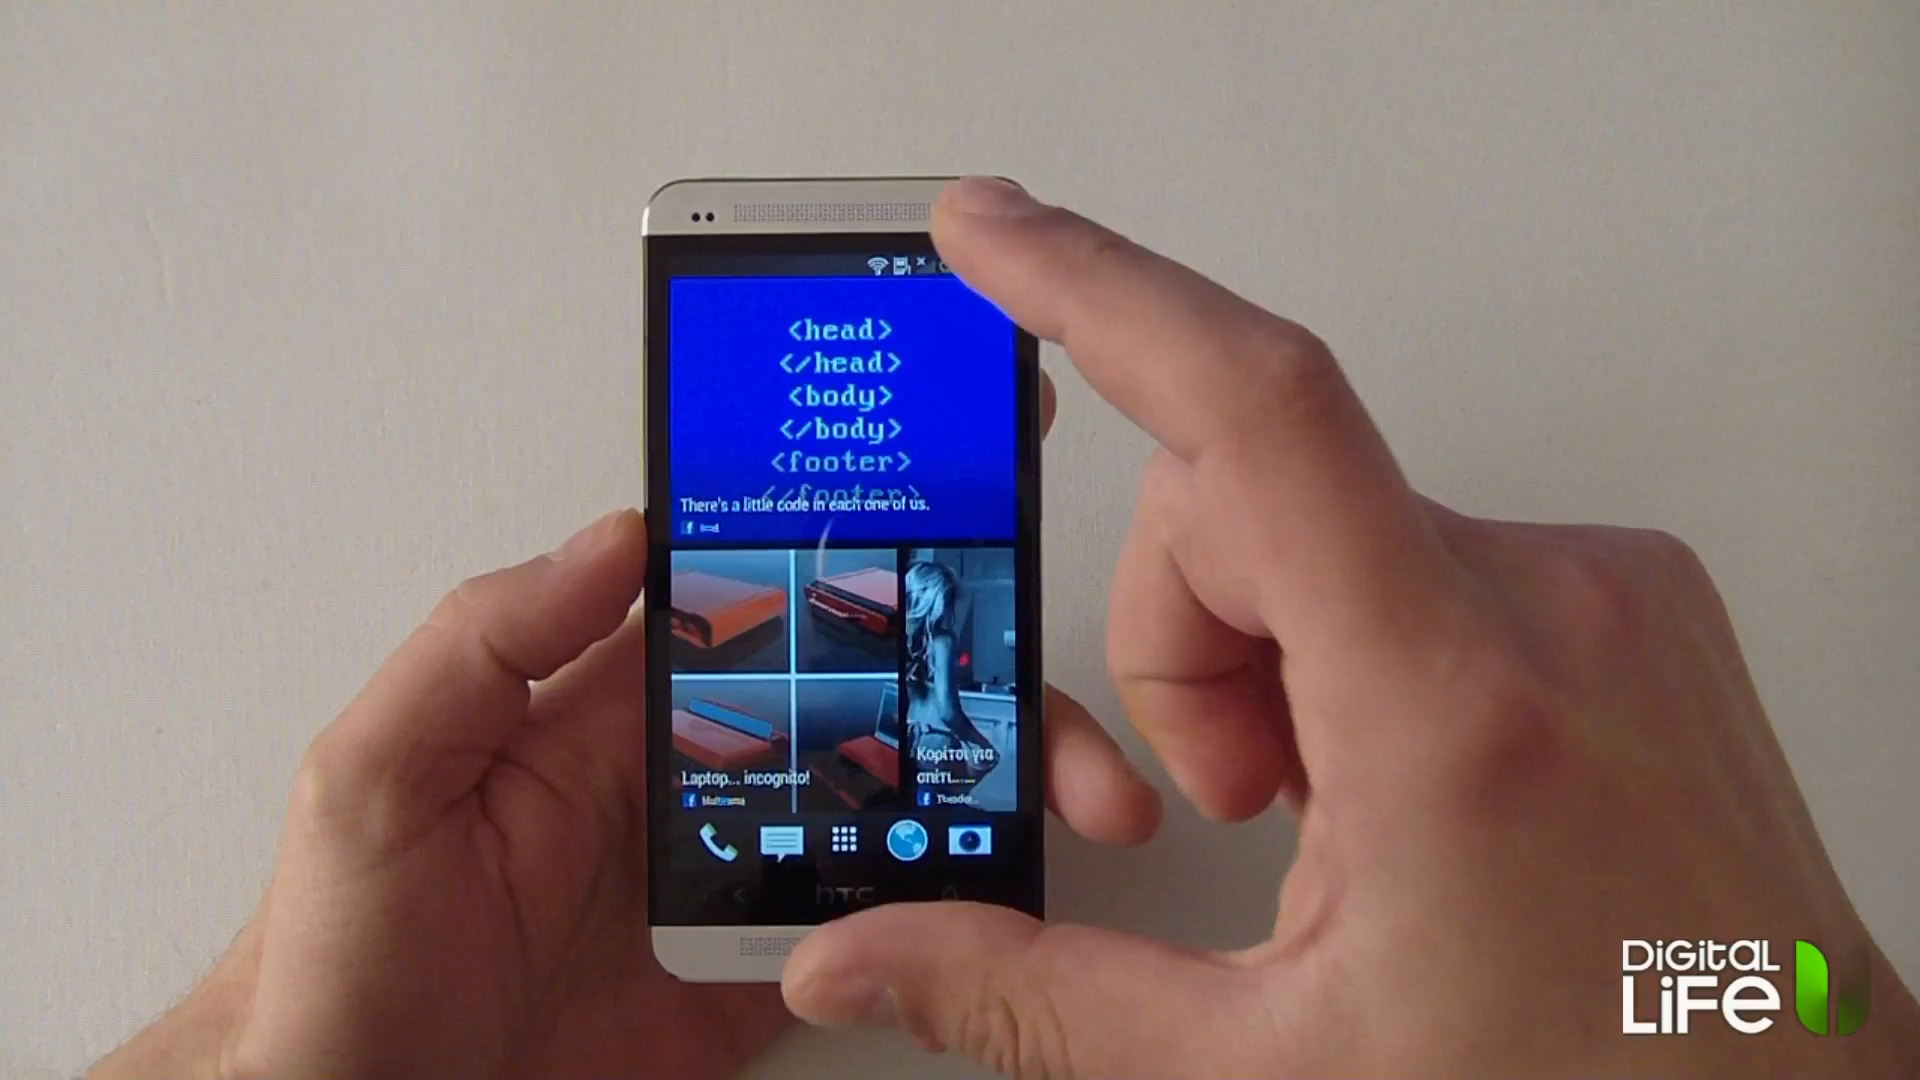 <head>
</head>
<body>
</body>
<footer>
</footer>
There's a little code in each one of us.
Laptop... incognito!
Κορίτσι για
σπίτι....
hTC
DiGitaL
LiFe